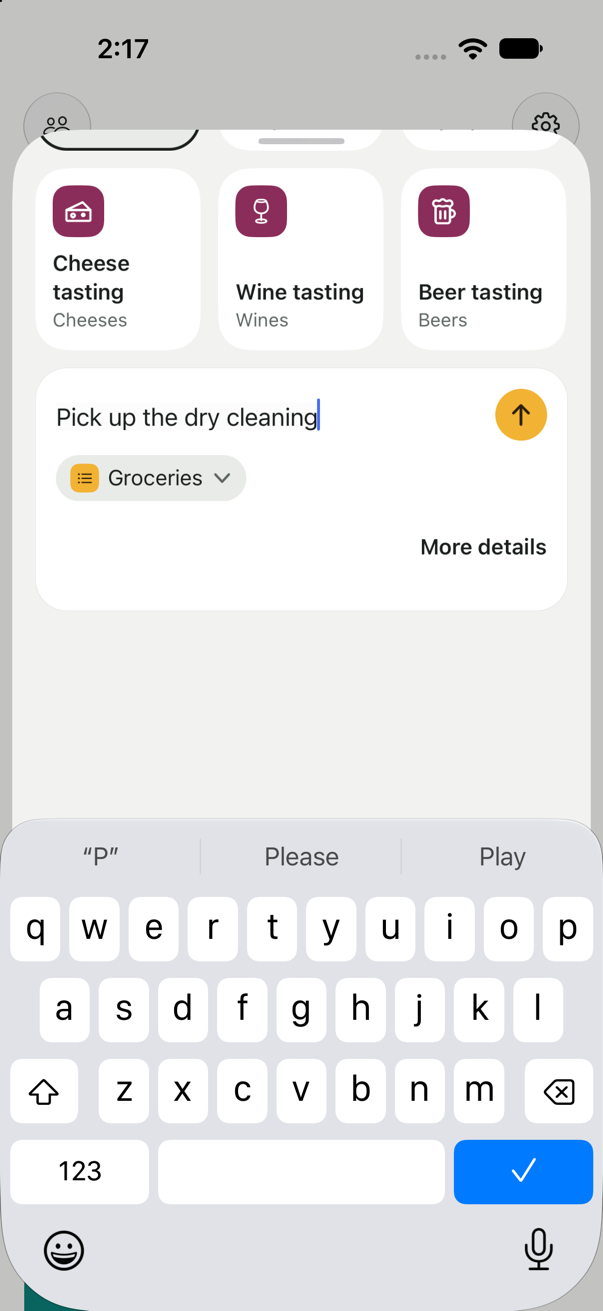 2:17
Cheese
tasting
Cheeses
Wine tasting
Wines
Beer tasting
Beers
Pick up the dry cleaning
Groceries
More details
“P”
Please
Play
q w e r t y u i o p
a s d f g h j k l
z x c v b n m
123